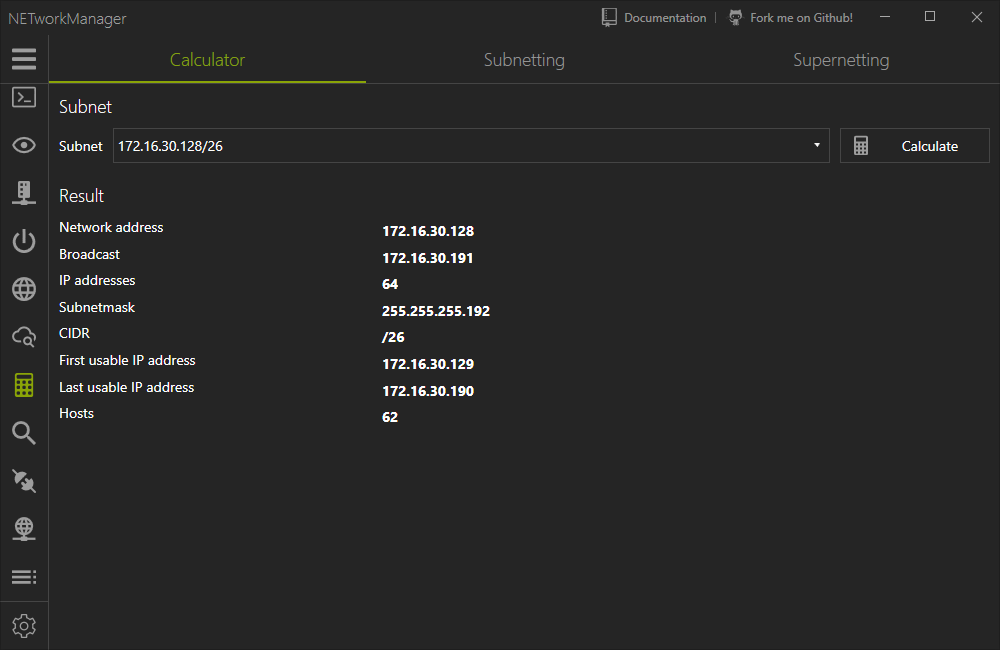 NETworkManager
Documentation | Fork me on Github!
Calculator Subnetting Supernetting
Subnet
Subnet 172.16.30.128/26 Calculate
Result
Network address 172.16.30.128
Broadcast 172.16.30.191
IP addresses 64
Subnetmask 255.255.255.192
CIDR /26
First usable IP address 172.16.30.129
Last usable IP address 172.16.30.190
Hosts 62